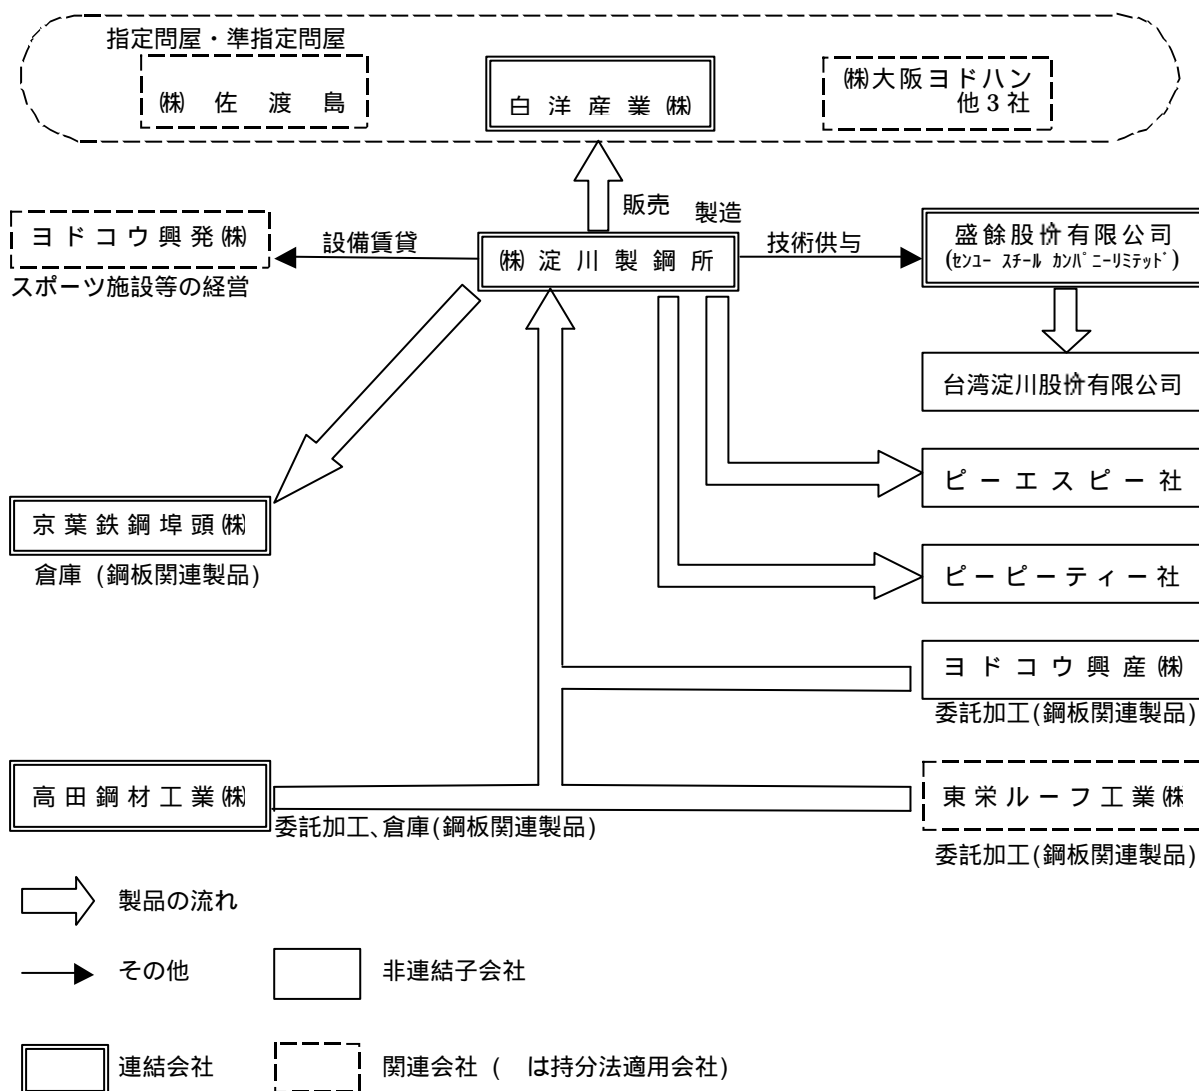 指定問屋・準指定問屋
㈱佐渡島
白洋産業㈱
㈱大阪ヨドハン
他3社
販売
製造
ヨドコウ興発㈱
スポーツ施設等の経営
設備賃貸
㈱淀川製鋼所
技術供与
盛餘股份有限公司
(ｾﾝﾕｰ ｽﾁｰﾙ ｶﾝﾊﾟﾆｰﾘﾐﾃｯﾄﾞ)
台湾淀川股份有限公司
ピーエスピー社
京葉鉄鋼埠頭㈱
倉庫 (鋼板関連製品)
ピーピーティー社
ヨドコウ興産㈱
委託加工(鋼板関連製品)
高田鋼材工業㈱
委託加工、倉庫(鋼板関連製品)
東栄ルーフ工業㈱
委託加工(鋼板関連製品)
製品の流れ
その他
非連結子会社
連結会社
関連会社 ( は持分法適用会社)